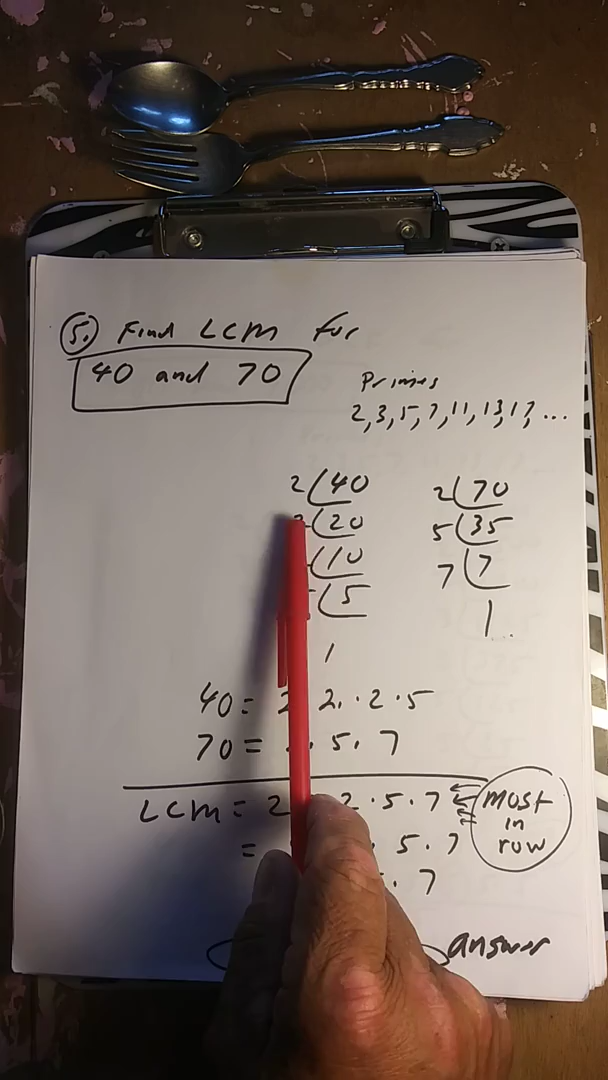 5. Find LCM for
40 and 70
Primes
2, 3, 5, 7, 11, 13, 17, ...
2 40
20
10
5
1
2 70
5 35
7 7
1
40 = 2 2 · 2 · 5
70 = · 5 · 7
LCM = 2 2 · 5 · 7
= · 5 · 7
· 7
most
in
row
answer